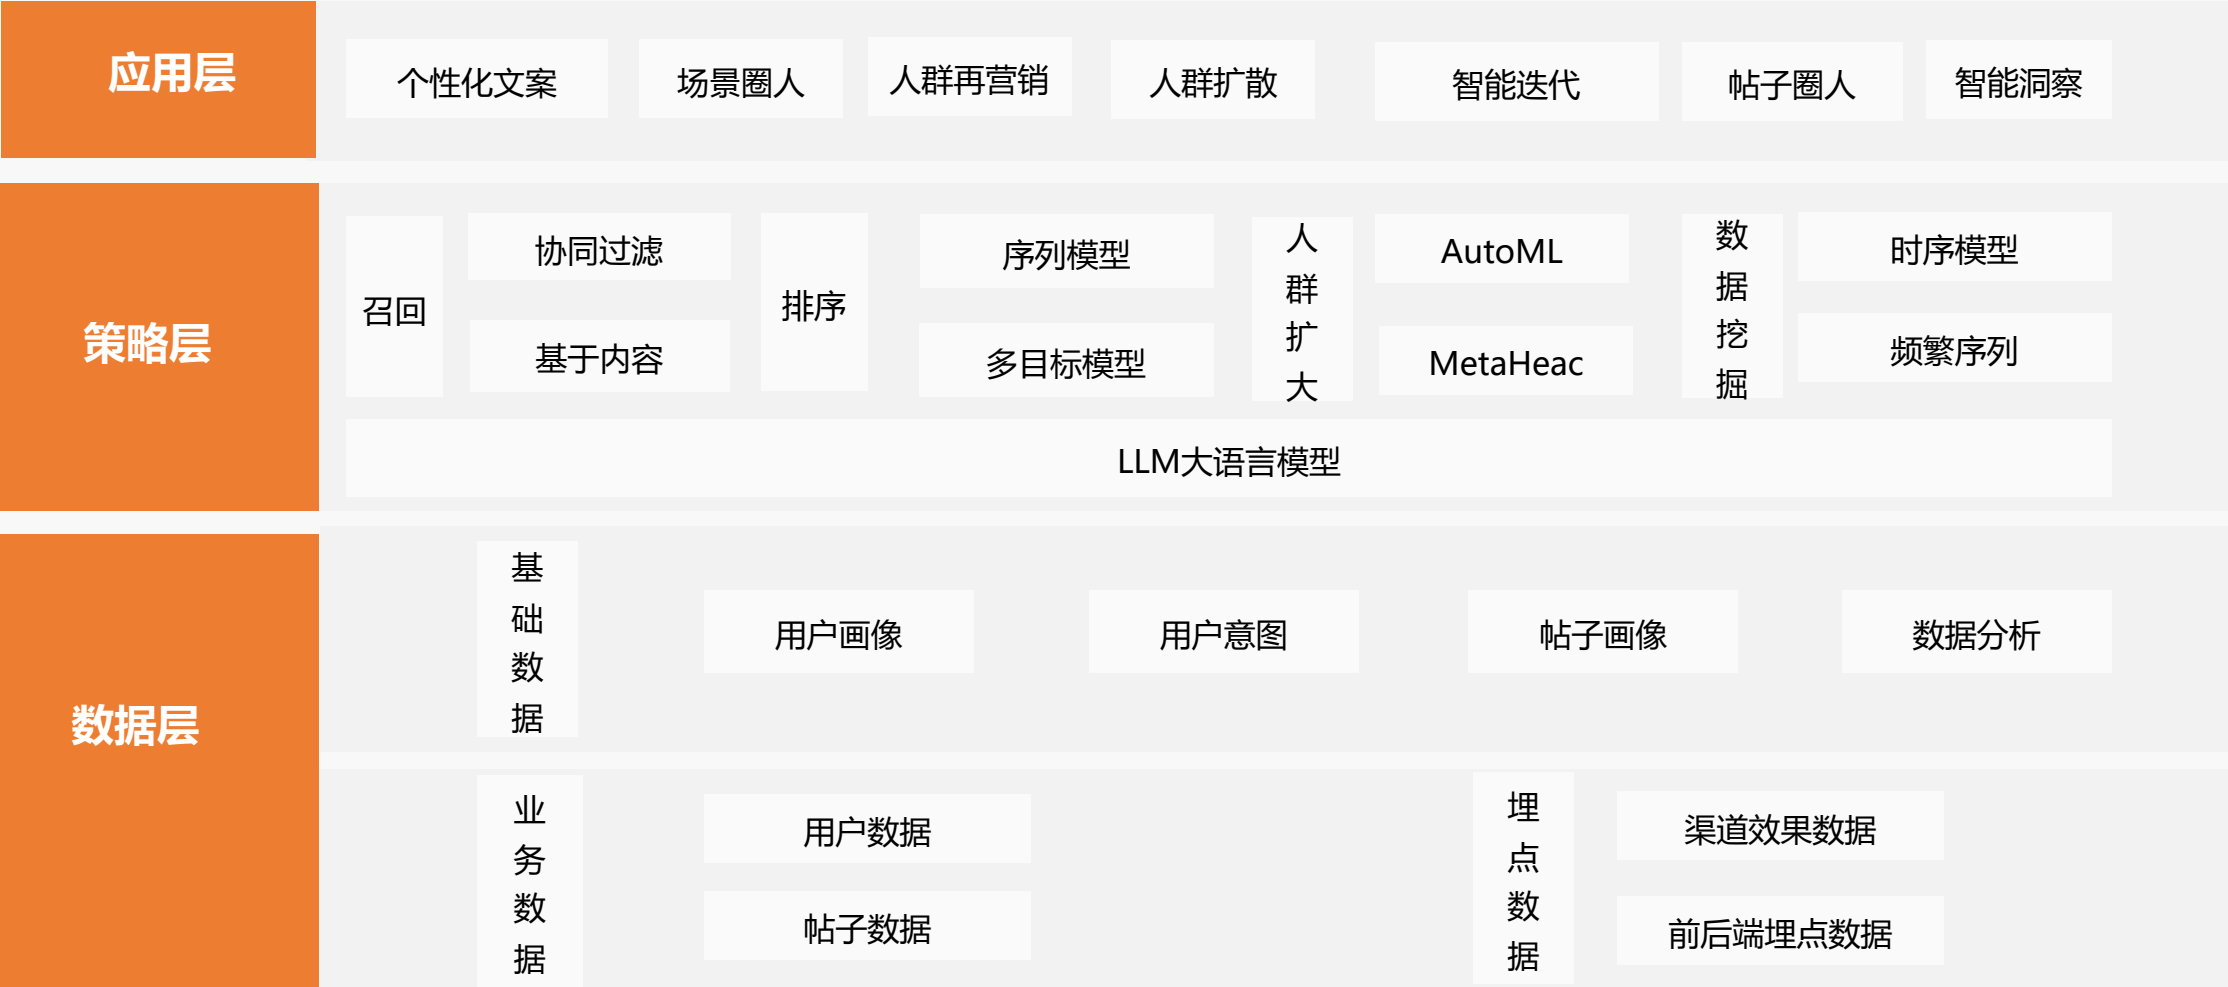 应用层
个性化文案
场景圈人
人群再营销
人群扩散
智能迭代
帖子圈人
智能洞察
策略层
召回
协同过滤
基于内容
排序
序列模型
多目标模型
人群扩大
AutoML
MetaHeac
数据挖掘
时序模型
频繁序列
LLM大语言模型
数据层
基础数据
用户画像
用户意图
帖子画像
数据分析
业务数据
用户数据
帖子数据
埋点数据
渠道效果数据
前后端埋点数据